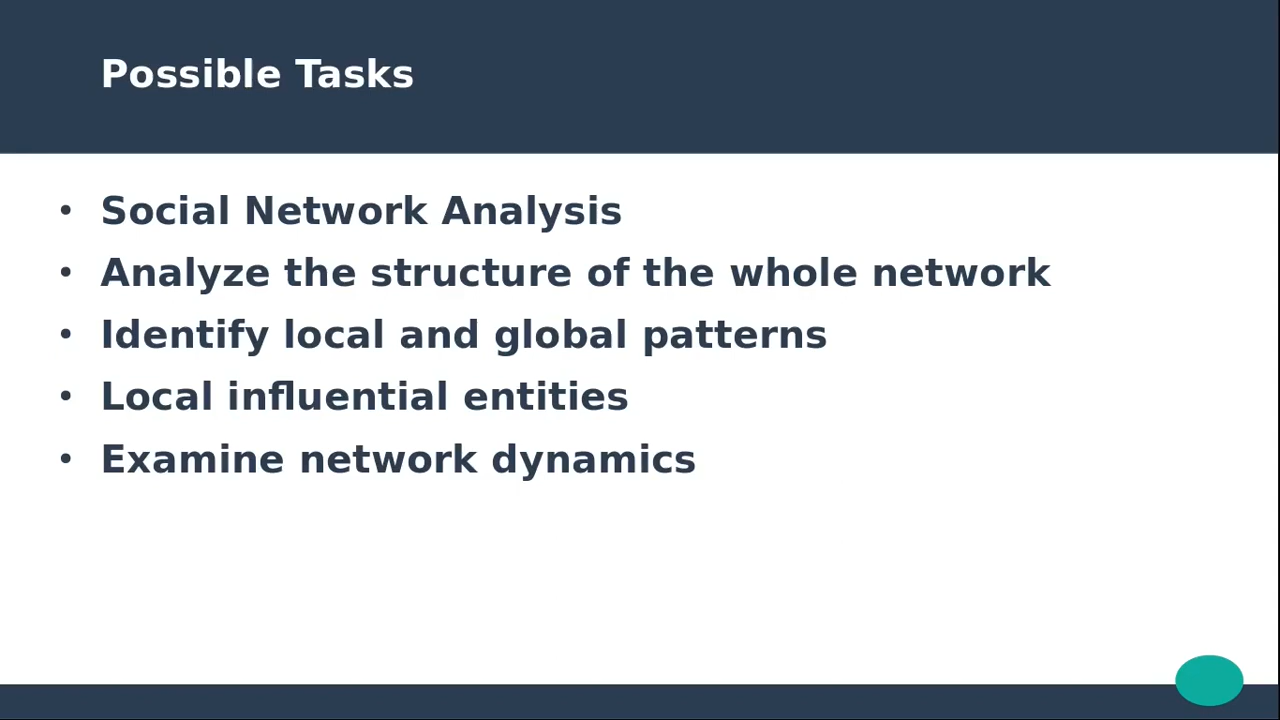 Possible Tasks
• Social Network Analysis
• Analyze the structure of the whole network
• Identify local and global patterns
• Local influential entities
• Examine network dynamics